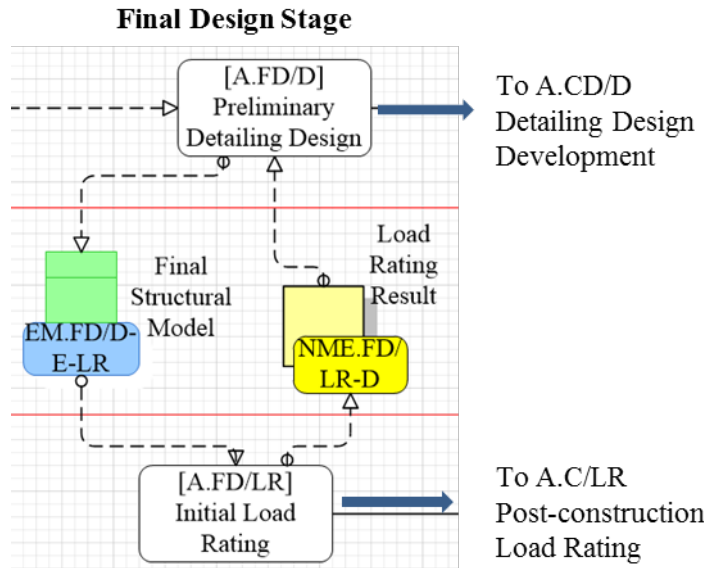 Final Design Stage
[A.FD/D]
Preliminary
Detailing Design
To A.CD/D
Detailing Design
Development
Final
Structural
Model
EM.FD/D-
E-LR
Load
Rating
Result
NME.FD/
LR-D
[A.FD/LR]
Initial Load
Rating
To A.C/LR
Post-construction
Load Rating